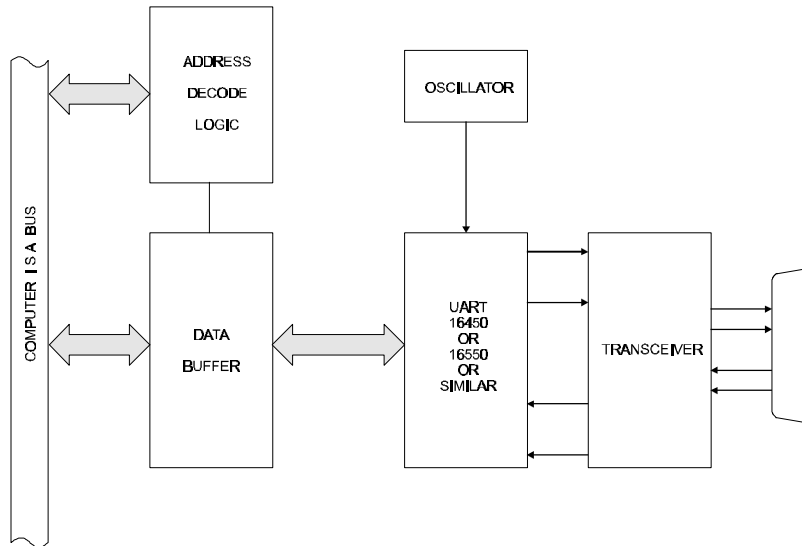 ADDRESS
DECODE
LOGIC
OSCILLATOR
COMPUTER ISA BUS
DATA
BUFFER
UART
16450
OR
16550
OR
SIMILAR
TRANSCEIVER